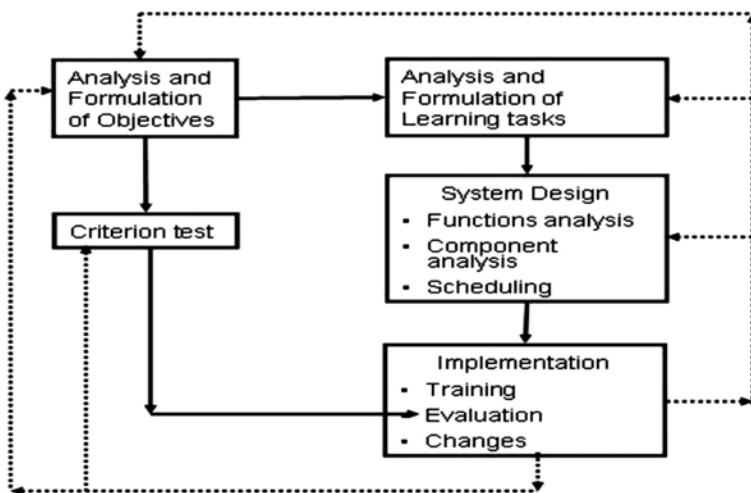 Analysis and
Formulation
of Objectives
Analysis and
Formulation of
Learning tasks
Criterion test
System Design
• Functions analysis
• Component
analysis
• Scheduling
Implementation
• Training
• Evaluation
• Changes